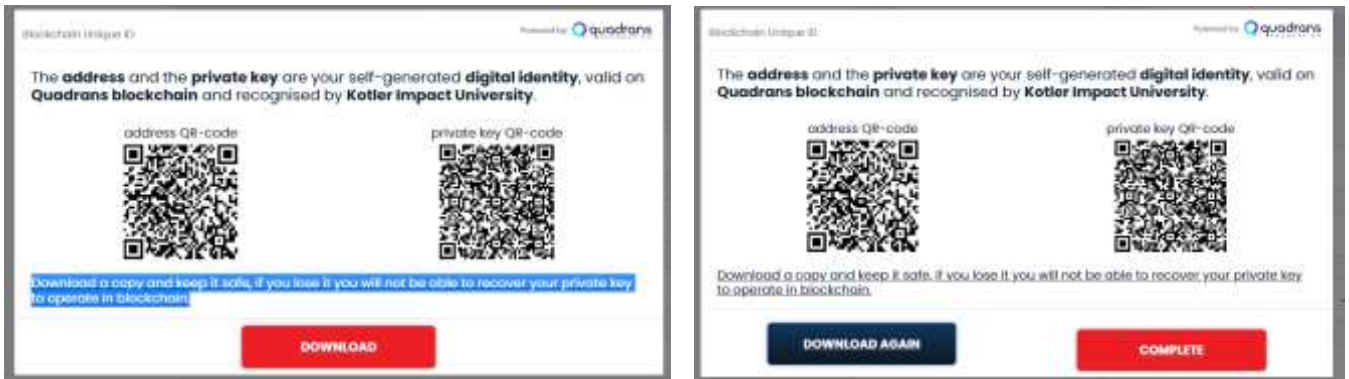 Blockchain Unique ID
Powered by quadrans
The address and the private key are your self-generated digital identity, valid on
Quadrans blockchain and recognised by Kotler Impact University.
address QR-code
private key QR-code
Download a copy and keep it safe, if you lose it you will not be able to recover your private key
to operate in blockchain.
DOWNLOAD
Blockchain Unique ID
Powered by quadrans
The address and the private key are your self-generated digital identity, valid on
Quadrans blockchain and recognised by Kotler Impact University.
address QR-code
private key QR-code
Download a copy and keep it safe, if you lose it you will not be able to recover your private key
to operate in blockchain.
DOWNLOAD AGAIN
COMPLETE